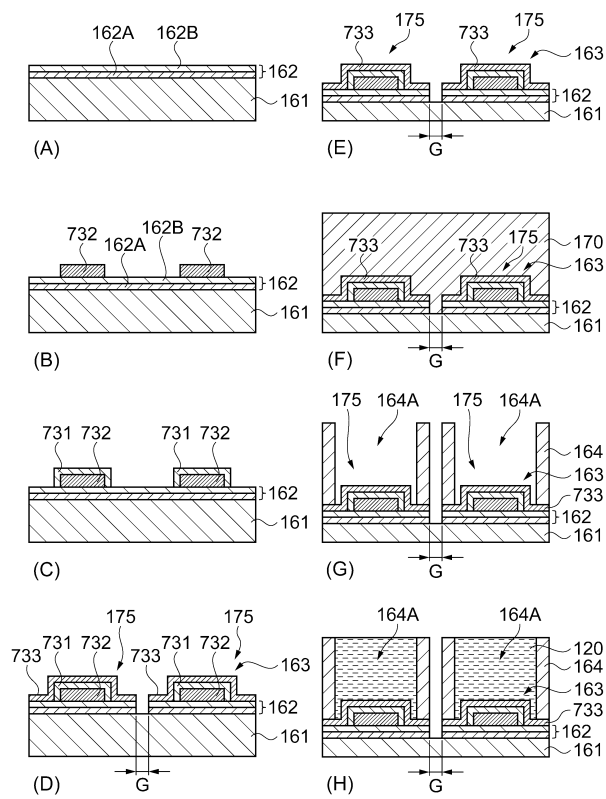 162A 162B
162
161
(A)
732 162A 162B 732
162
161
(B)
731 732 731 732
162
161
(C)
175 175
731 732 733 731 732
733
163
162
161
(D) G
733 175 733 175
163
162
161
(E) G
170
733 733 175
163
162
161
(F) G
175 164A 175 164A
164
163
733
162
161
(G) G
164A 164A
120
164
163
733
162
161
(H) G